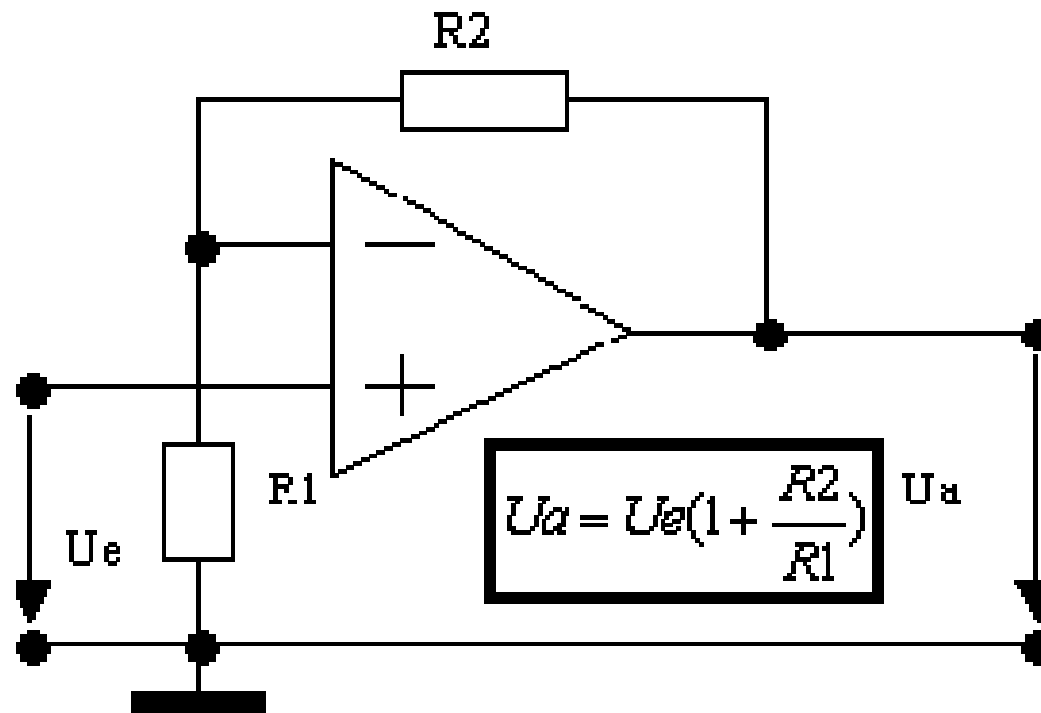 R2
−
+
R1
Ue
Ua = Ue(1 + R2/R1)
Ua